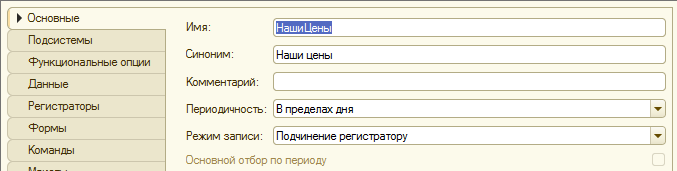 Основные
Подсистемы
Функциональные опции
Данные
Регистраторы
Формы
Команды
Макеты
Имя: НашиЦены
Синоним: Наши цены
Комментарий:
Периодичность: В пределах дня
Режим записи: Подчинение регистратору
Основной отбор по периоду